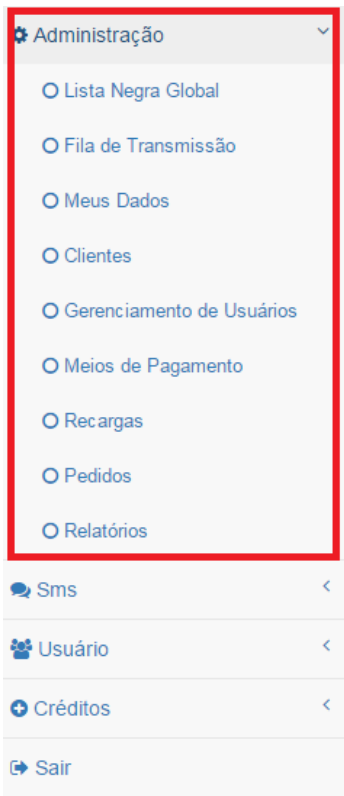 Administração
Lista Negra Global
Fila de Transmissão
Meus Dados
Clientes
Gerenciamento de Usuários
Meios de Pagamento
Recargas
Pedidos
Relatórios
Sms
Usuário
Créditos
Sair